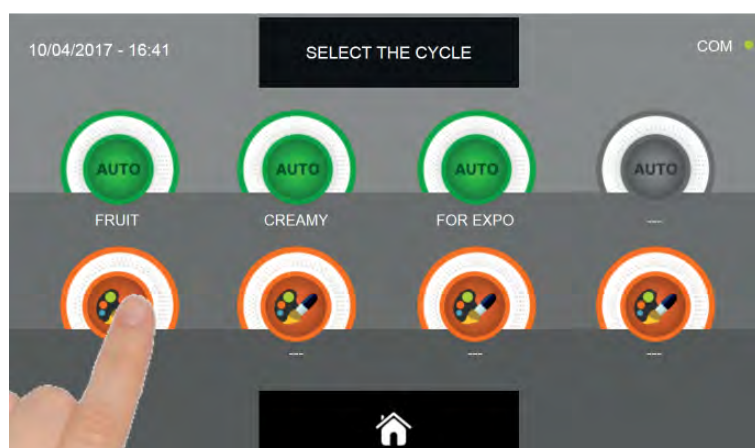 10/04/2017 - 16:41
SELECT THE CYCLE
COM
AUTO
AUTO
AUTO
AUTO
FRUIT
CREAMY
FOR EXPO
---
---
---
---